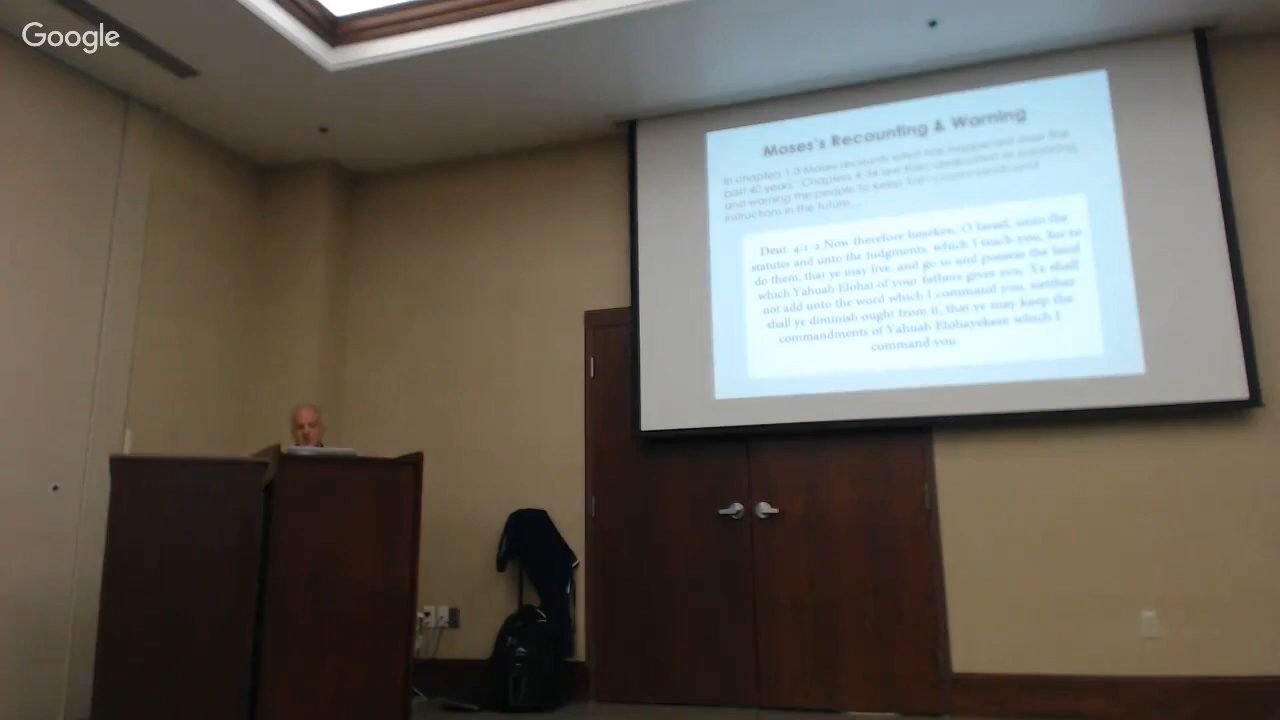 Google
Moses's Recounting & Warning
In chapters 1-3 Moses recounts what has happened over the
past 40 years. Chapters 4-34 are then dedicated to
and warning the people to keep commands and
instructions in the future...
Deut. 4:1-2 Now therefore hearken, O Israel, unto the
statutes and unto the judgments, which I teach you, for to
do them, that ye may live, and go in and possess the land
which Yahuah Elohai of your fathers gives you. Ye shall
not add unto the word which I command you, neither
shall ye diminish ought from it, that ye may keep the
commandments of Yahuah Elohayekem which I
command you.